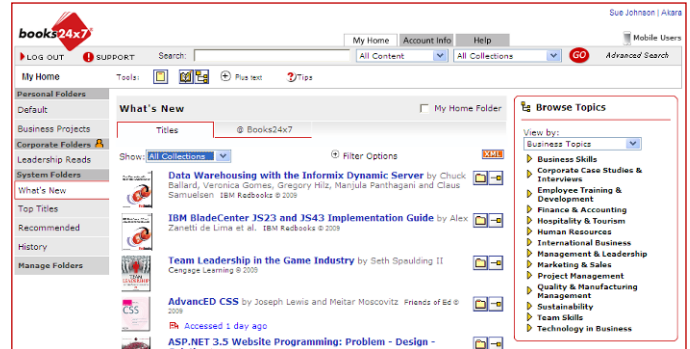 Sue Johnson | Akara
books24x7
My Home Account Info Help
Mobile Users
LOG OUT
SUPPORT
Search:
All Content
All Collections
GO
Advanced Search
My Home
Tools:
Plus text
Tips
Personal Folders
Default
Business Projects
Corporate Folders
Leadership Reads
System Folders
What's New
Top Titles
Recommended
History
Manage Folders
What's New
My Home Folder
Titles
@ Books24x7
Show: All Collections
Filter Options
XML
Data Warehousing with the Informix Dynamic Server by Chuck
Ballard, Veronica Gomes, Gregory Hilz, Manjula Panthagani and Claus
Samuelsen IBM Redbooks © 2009
IBM BladeCenter JS23 and JS43 Implementation Guide by Alex
Zanetti de Lima et al. IBM Redbooks © 2009
Team Leadership in the Game Industry by Seth Spaulding II
Cengage Learning © 2009
CSS
AdvancED CSS by Joseph Lewis and Meitar Moscovitz Friends of Ed ©
2009
Accessed 1 day ago
ASP.NET 3.5 Website Programming: Problem - Design -
Browse Topics
View by:
Business Topics
Business Skills
Corporate Case Studies &
Interviews
Employee Training &
Development
Finance & Accounting
Hospitality & Tourism
Human Resources
International Business
Management & Leadership
Marketing & Sales
Project Management
Quality & Manufacturing
Management
Sustainability
Team Skills
Technology in Business